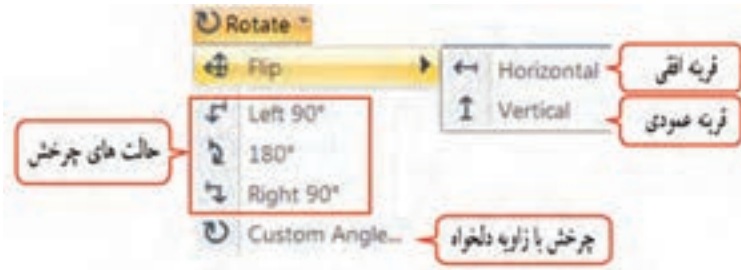 Rotate
Flip
Horizontal
قرینه افقی
Vertical
قرینه عمودی
Left 90°
180°
Right 90°
حالت های چرخش
Custom Angle...
چرخش با زاویه دلخواه